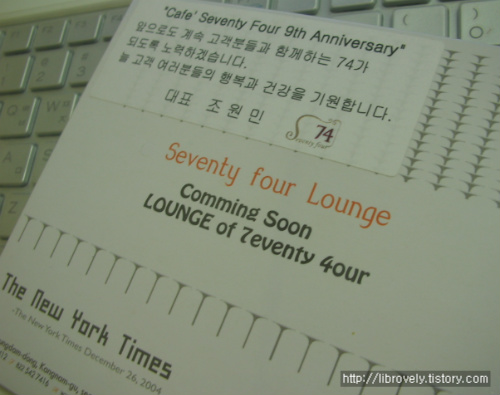 "Cafe' Seventy Four 9th Anniversary"
앞으로도 계속 고객분들과 함께하는 74가
되도록 노력하겠습니다.
늘 고객 여러분들의 행복과 건강을 기원합니다.
대표 조원민
74
Seventy four
Seventy four Lounge
Comming Soon
LOUNGE of 7eventy 4our
The New York Times
-The New York Times December 26, 2004
http://librovely.tistory.com